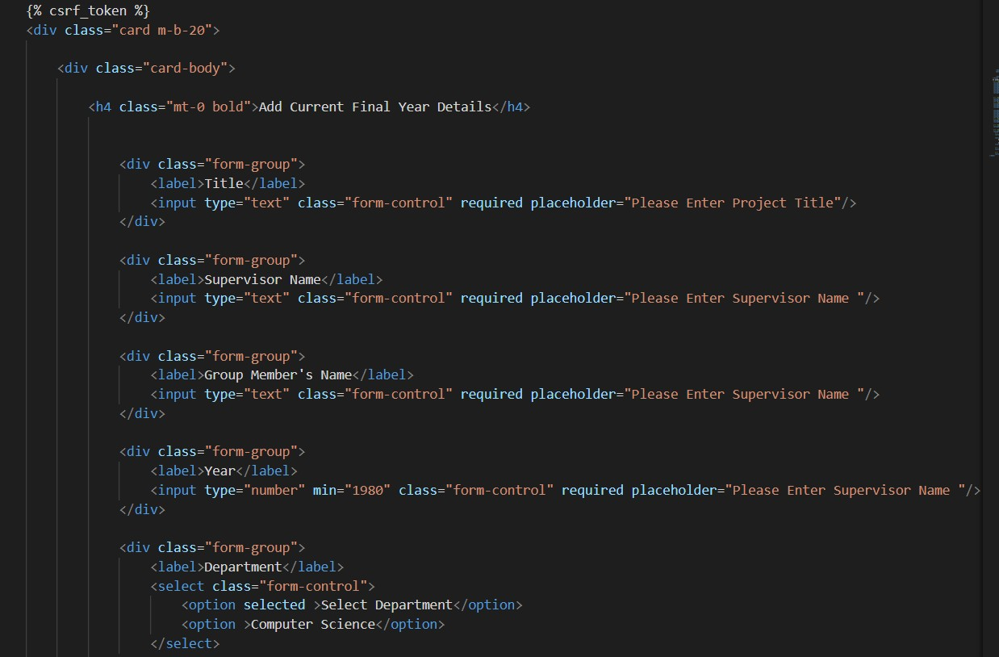 {% csrf_token %}
<div class="card m-b-20">
<div class="card-body">
<h4 class="mt-0 bold">Add Current Final Year Details</h4>
<div class="form-group">
<label>Title</label>
<input type="text" class="form-control" required placeholder="Please Enter Project Title"/>
</div>
<div class="form-group">
<label>Supervisor Name</label>
<input type="text" class="form-control" required placeholder="Please Enter Supervisor Name "/>
</div>
<div class="form-group">
<label>Group Member's Name</label>
<input type="text" class="form-control" required placeholder="Please Enter Supervisor Name "/>
</div>
<div class="form-group">
<label>Year</label>
<input type="number" min="1980" class="form-control" required placeholder="Please Enter Supervisor Name "/>
</div>
<div class="form-group">
<label>Department</label>
<select class="form-control">
<option selected >Select Department</option>
<option >Computer Science</option>
</select>